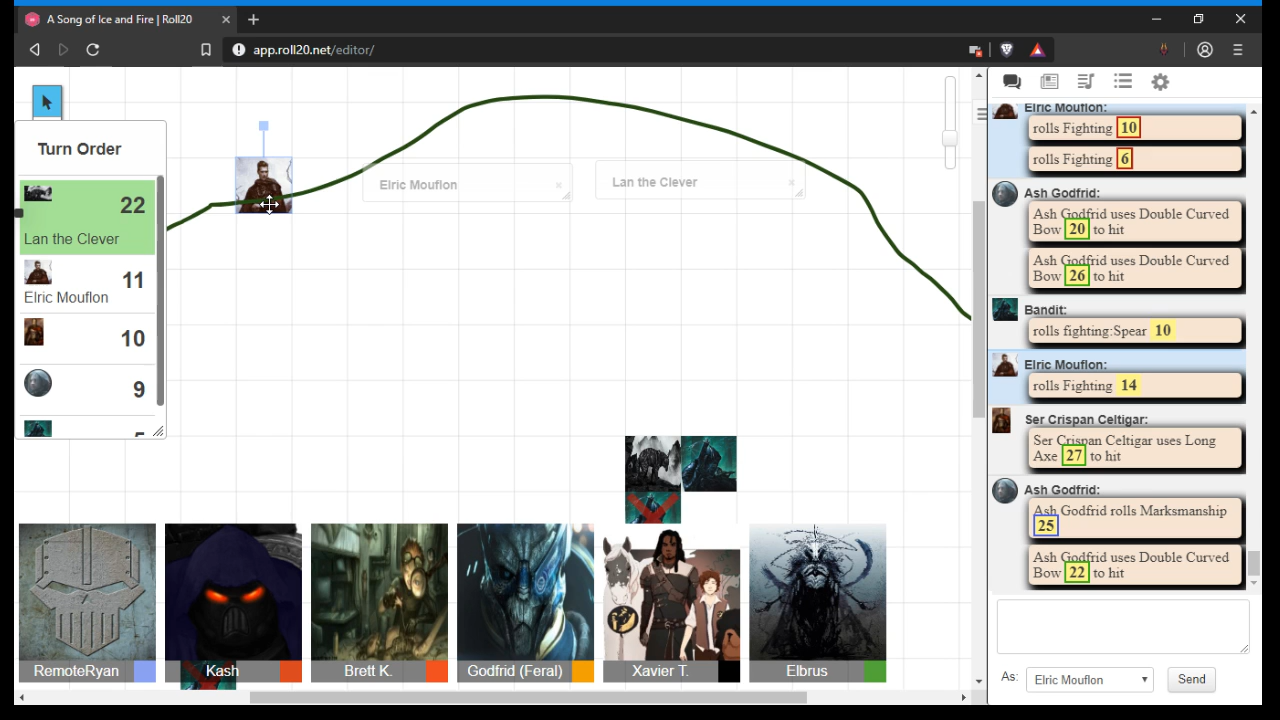 A Song of Ice and Fire | Roll20
app.roll20.net/editor/
Turn Order
22
Lan the Clever
11
Elric Mouflon
10
9
Elric Mouflon
Lan the Clever
RemoteRyan
Kash
Brett K.
Godfrid (Feral)
Xavier T.
Elbrus
Elric Mouflon:
rolls Fighting 10
rolls Fighting 6
Ash Godfrid:
Ash Godfrid uses Double Curved
Bow 20 to hit
Ash Godfrid uses Double Curved
Bow 26 to hit
Bandit:
rolls fighting:Spear 10
Elric Mouflon:
rolls Fighting 14
Ser Crispan Celtigar:
Ser Crispan Celtigar uses Long
Axe 27 to hit
Ash Godfrid:
Ash Godfrid rolls Marksmanship
25
Ash Godfrid uses Double Curved
Bow 22 to hit
As: Elric Mouflon Send